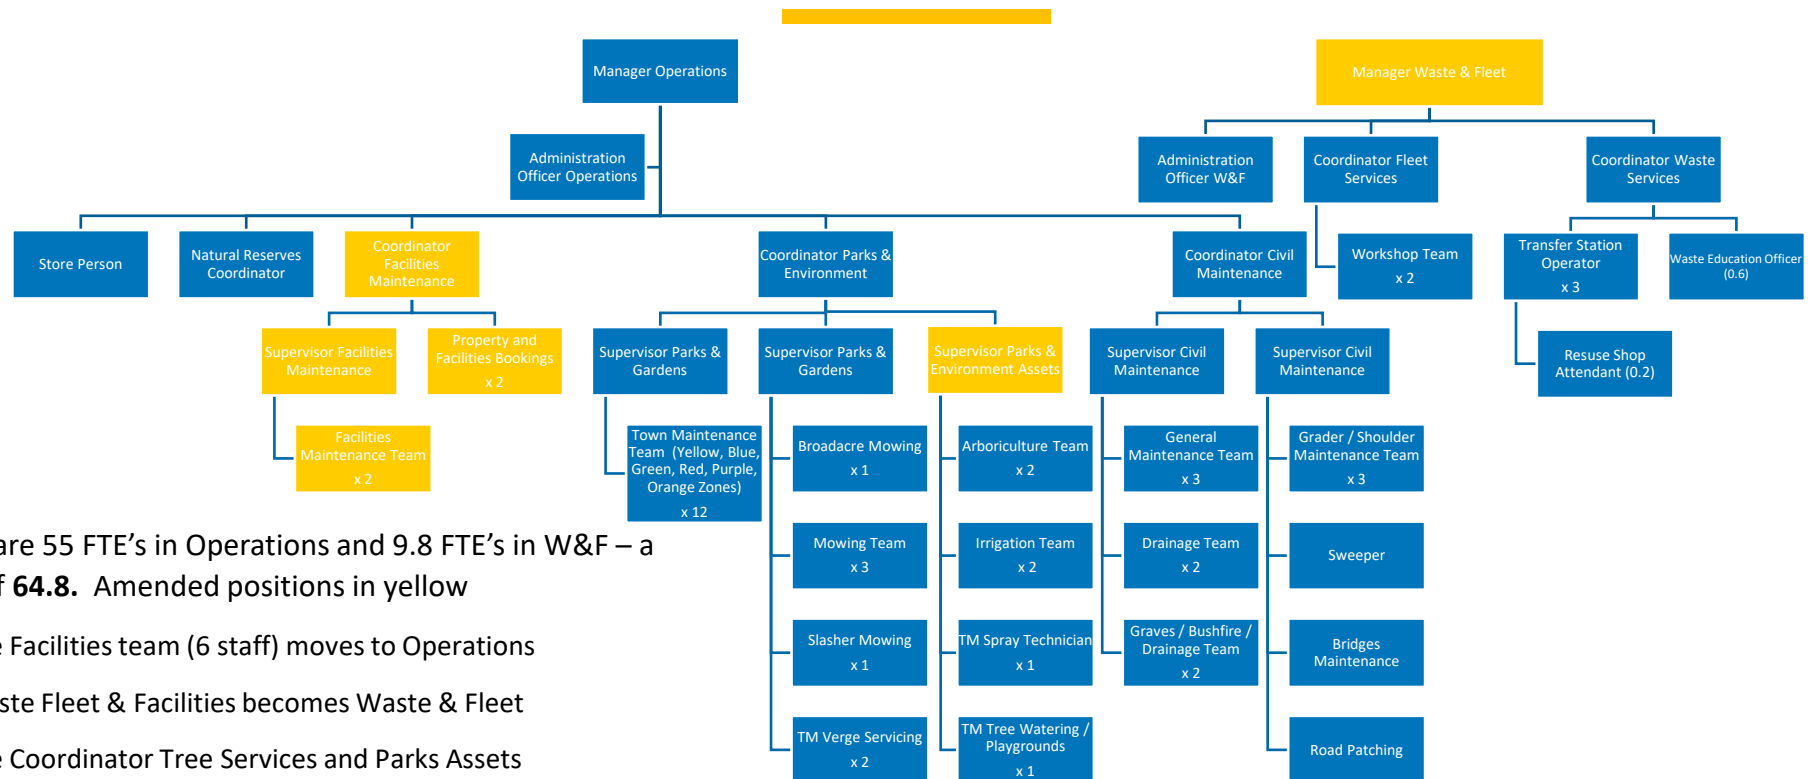 Manager Operations
Manager Waste & Fleet
Administration
Officer Operations
Administration
Officer W&F
Coordinator Fleet
Services
Coordinator Waste
Services
Store Person
Natural Reserves
Coordinator
Coordinator
Facilities
Maintenance
Coordinator Parks &
Environment
Coordinator Civil
Maintenance
Workshop Team
x 2
Transfer Station
Operator
x 3
Waste Education Officer
(0.6)
Supervisor Facilities
Maintenance
Property and
Facilities Bookings
x 2
Supervisor Parks &
Gardens
Supervisor Parks &
Gardens
Supervisor Parks &
Environment Assets
Supervisor Civil
Maintenance
Supervisor Civil
Maintenance
Resuse Shop
Attendant (0.2)
Facilities
Maintenance Team
x 2
Town Maintenance
Team (Yellow, Blue,
Green, Red, Purple,
Orange Zones)
x 12
Broadacre Mowing
x 1
Arboriculture Team
x 2
General
Maintenance Team
x 3
Grader / Shoulder
Maintenance Team
x 3
Mowing Team
x 3
Irrigation Team
x 2
Drainage Team
x 2
Sweeper
Slasher Mowing
x 1
TM Spray Technician
x 1
Graves / Bushfire /
Drainage Team
x 2
Bridges
Maintenance
TM Verge Servicing
x 2
TM Tree Watering /
Playgrounds
x 1
Road Patching
are 55 FTE’s in Operations and 9.8 FTE’s in W&F – a
f 64.8. Amended positions in yellow
e Facilities team (6 staff) moves to Operations
ste Fleet & Facilities becomes Waste & Fleet
e Coordinator Tree Services and Parks Assets